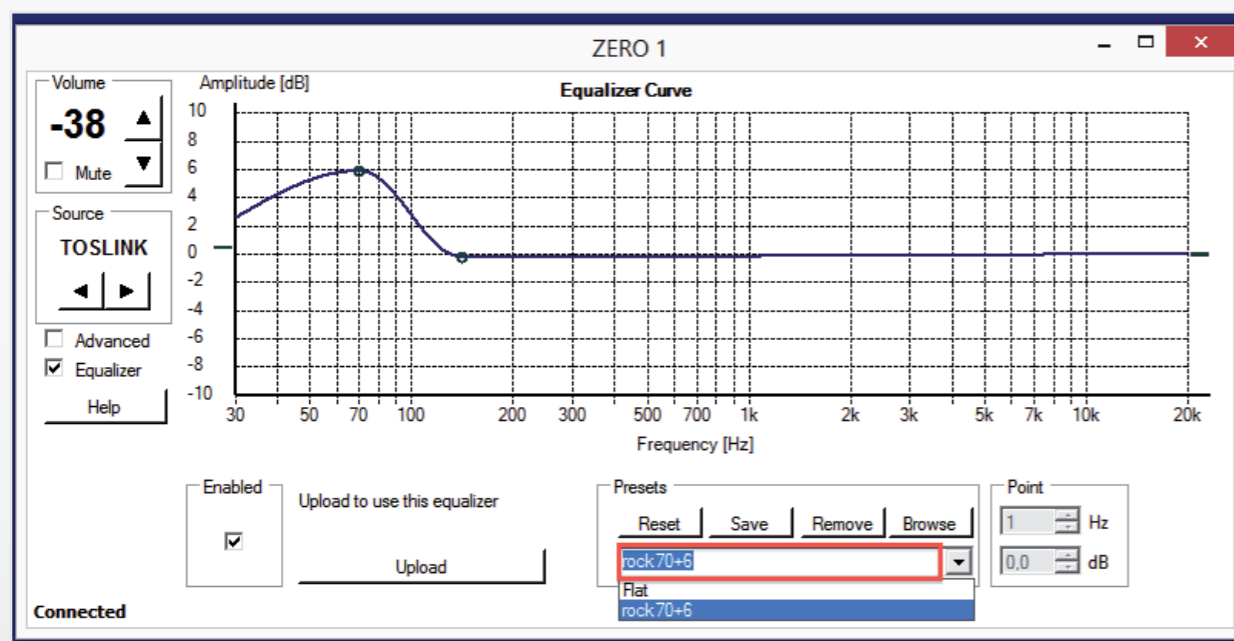 ZERO 1
Volume
-38
Mute
Source
TOSLINK
Advanced
Equalizer
Help
Amplitude [dB]
Equalizer Curve
10
8
6
4
2
0
-2
-4
-6
-8
-10
30 50 70 100 200 300 500 700 1k 2k 3k 5k 7k 10k 20k
Frequency [Hz]
Enabled
Upload to use this equalizer
Upload
Presets
Reset Save Remove Browse
rock70+6
Flat
rock70+6
Point
1 Hz
0,0 dB
Connected